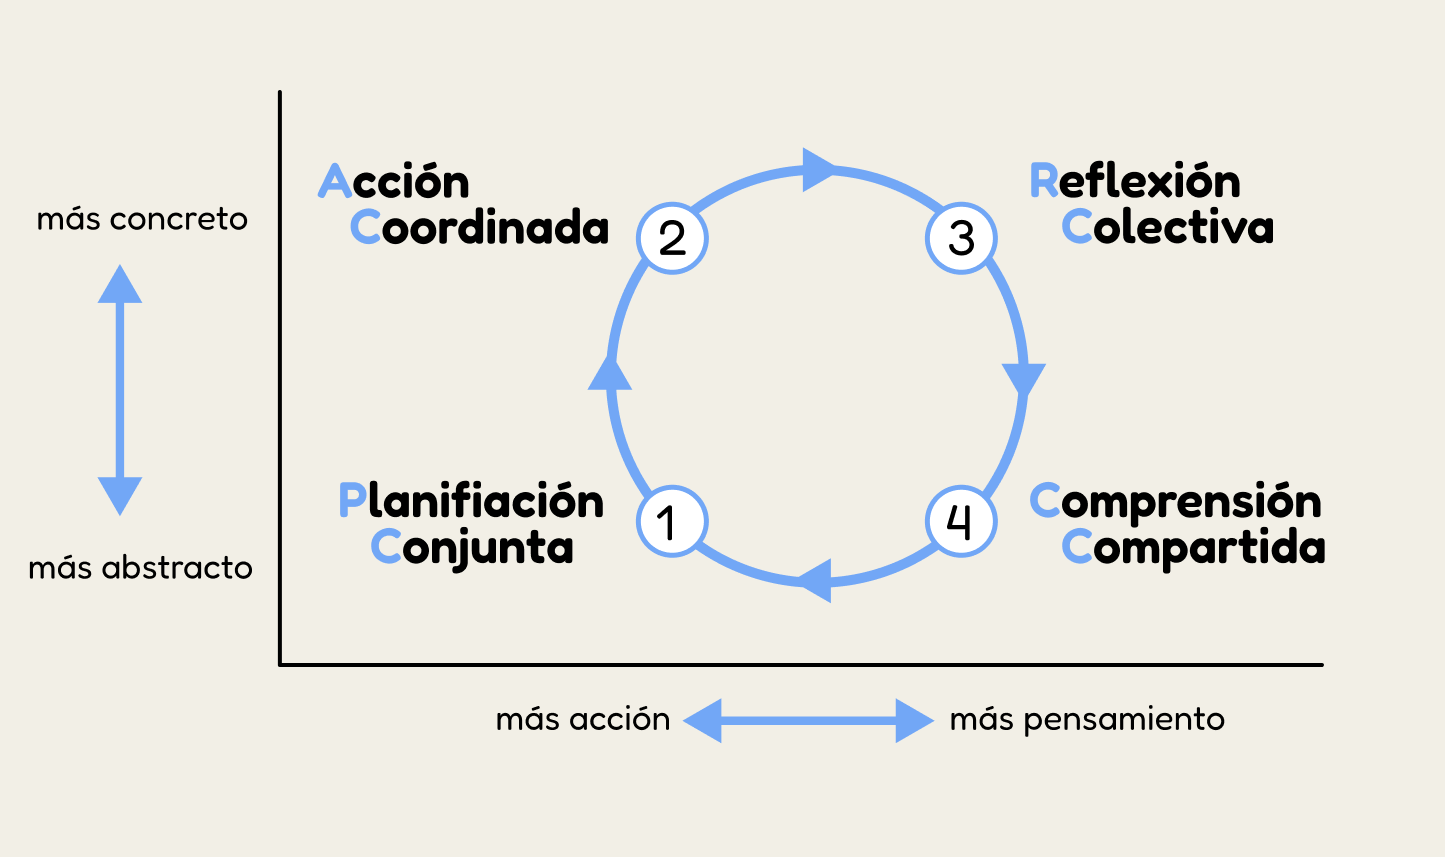 Acción
Coordinada
2
3
Reflexión
Colectiva
más concreto
más abstracto
Planifiación
Conjunta
1
4
Comprensión
Compartida
más acción
más pensamiento